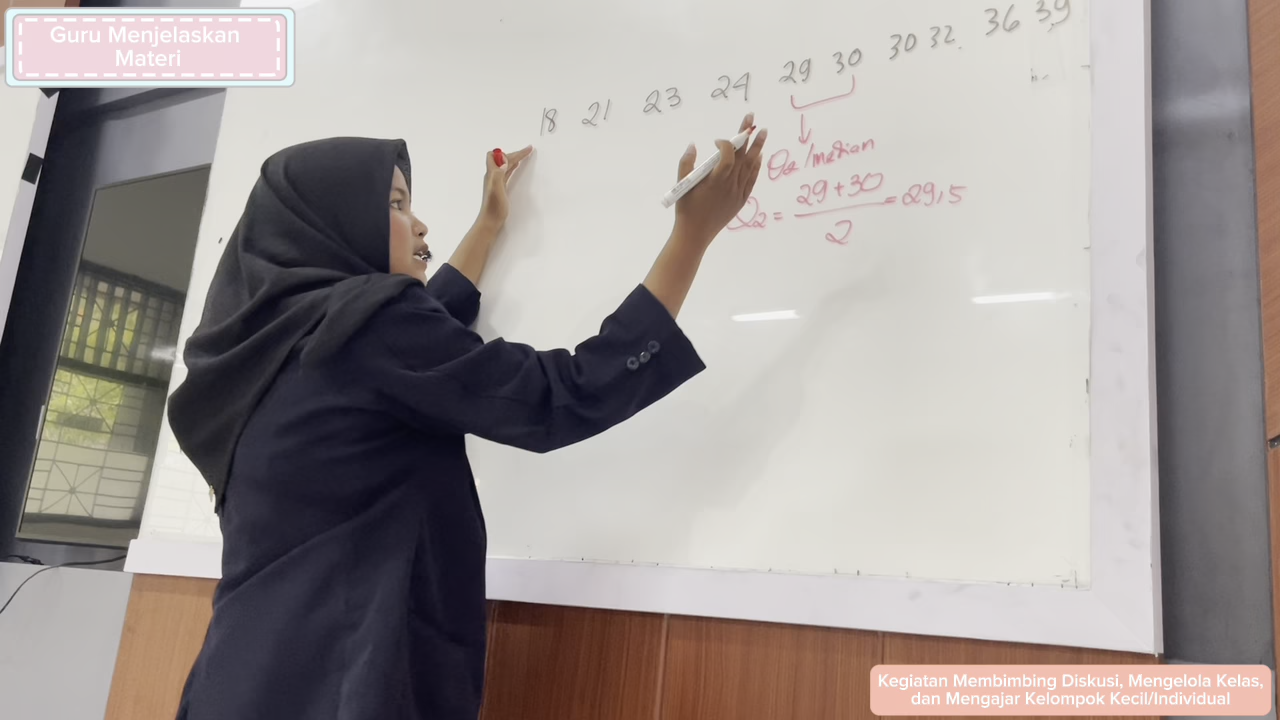 Guru Menjelaskan
Materi
18 21 23 24 29 30 30 32 36 39
Q2/median
Q2 = 29+30 = 29,5
2
Kegiatan Membimbing Diskusi, Mengelola Kelas,
dan Mengajar Kelompok Kecil/Individual